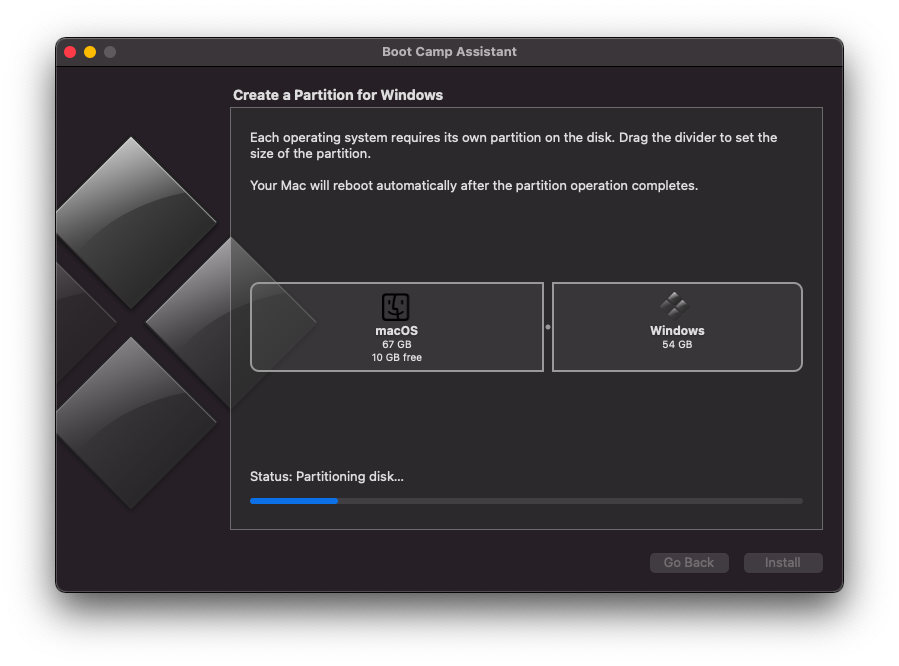 Boot Camp Assistant
Create a Partition for Windows
Each operating system requires its own partition on the disk. Drag the divider to set the
size of the partition.
Your Mac will reboot automatically after the partition operation completes.
macOS
67 GB
10 GB free
Windows
54 GB
Status: Partitioning disk...
Go Back
Install